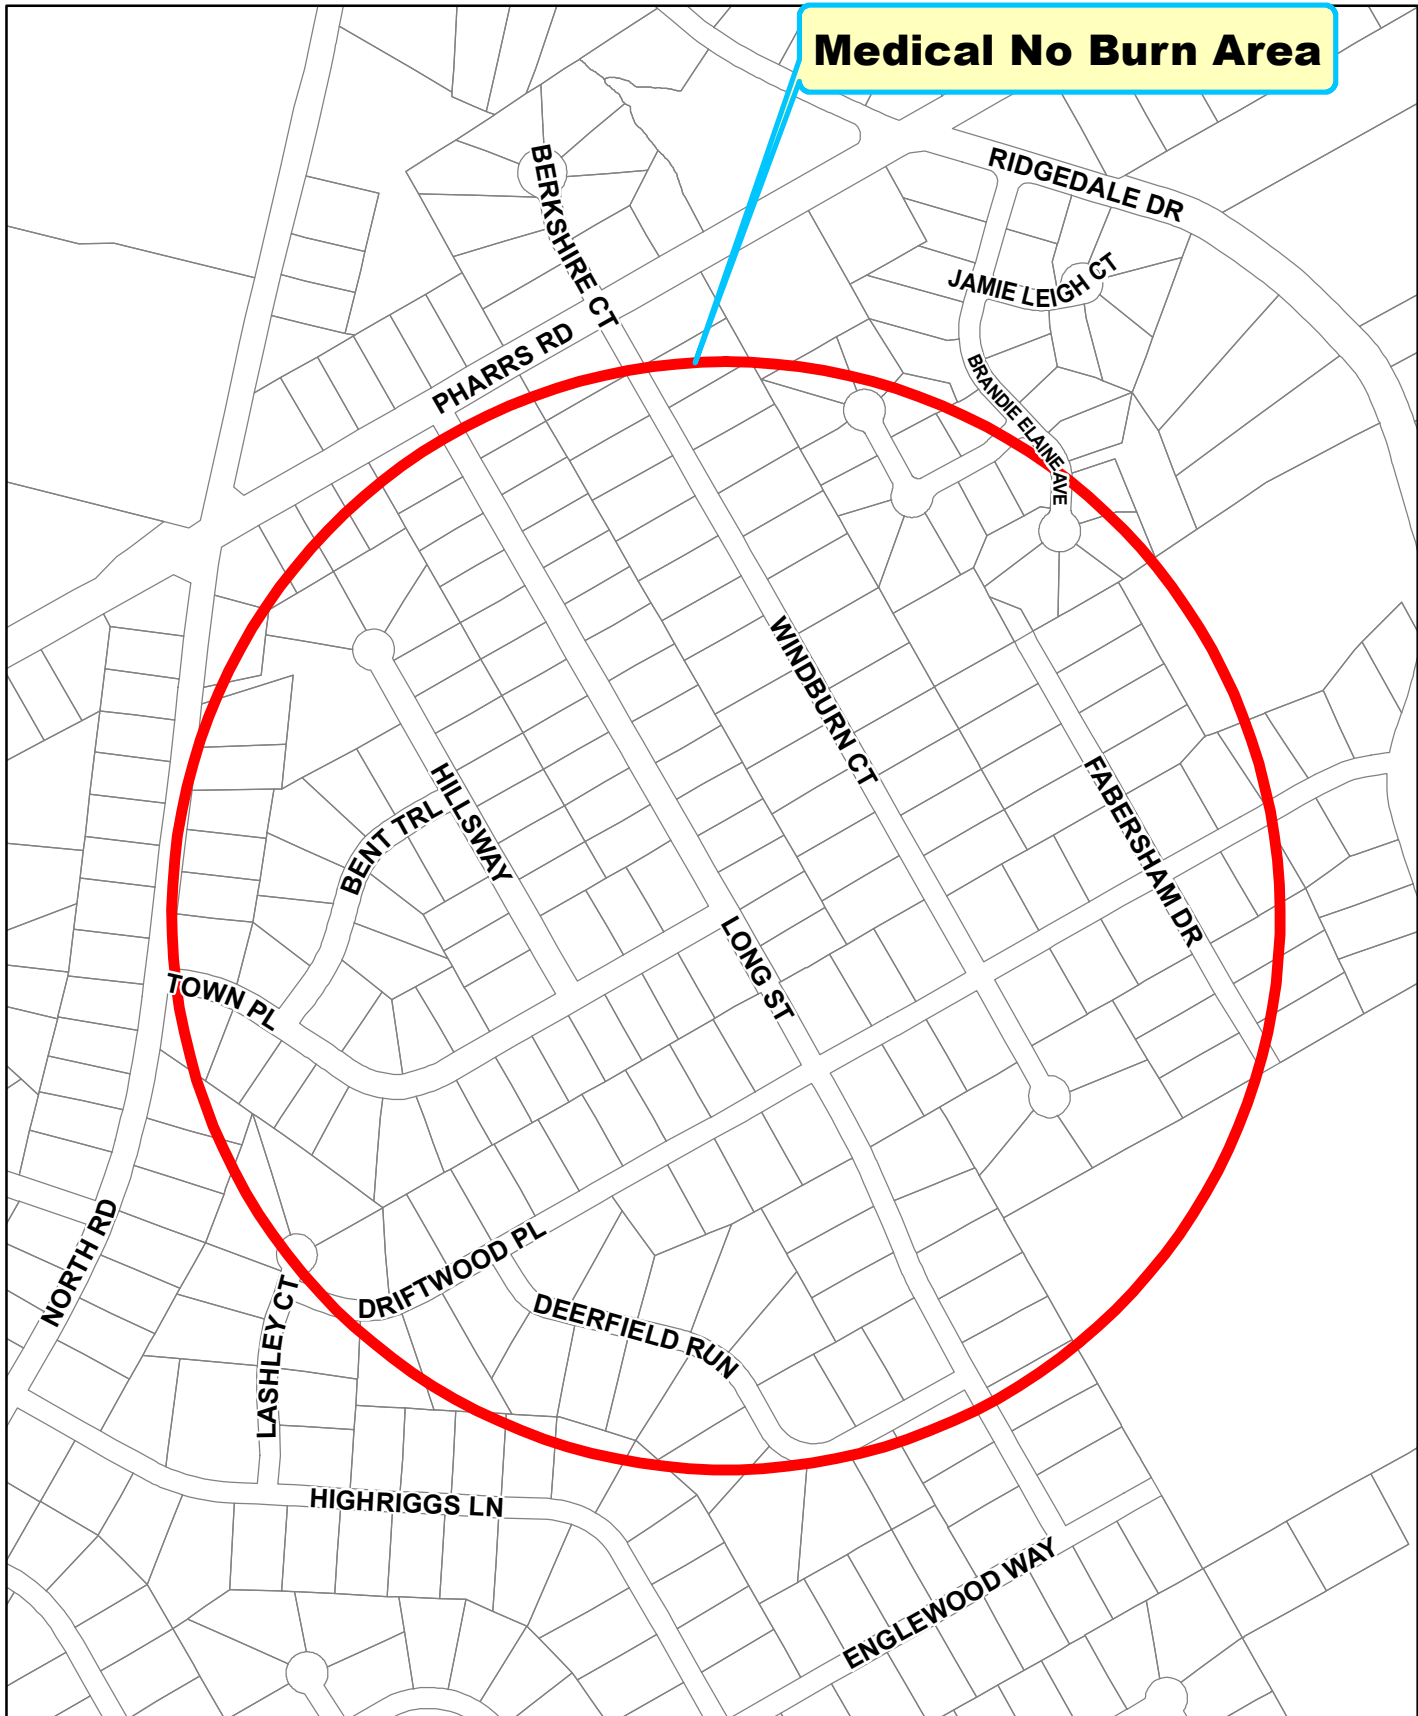 Medical No Burn Area
RIDGEDALE DR
BERKSHIRE CT
JAMIE LEIGH CT
PHARRS RD
BRANDIE ELAINE AVE
WINDBURN CT
HILLSWAY
FABERSHAM DR
BENT TRL
LONG ST
TOWN PL
NORTH RD
DRIFTWOOD PL
LASHLEY CT
DEERFIELD RUN
HIGHRIGGS LN
ENGLEWOOD WAY